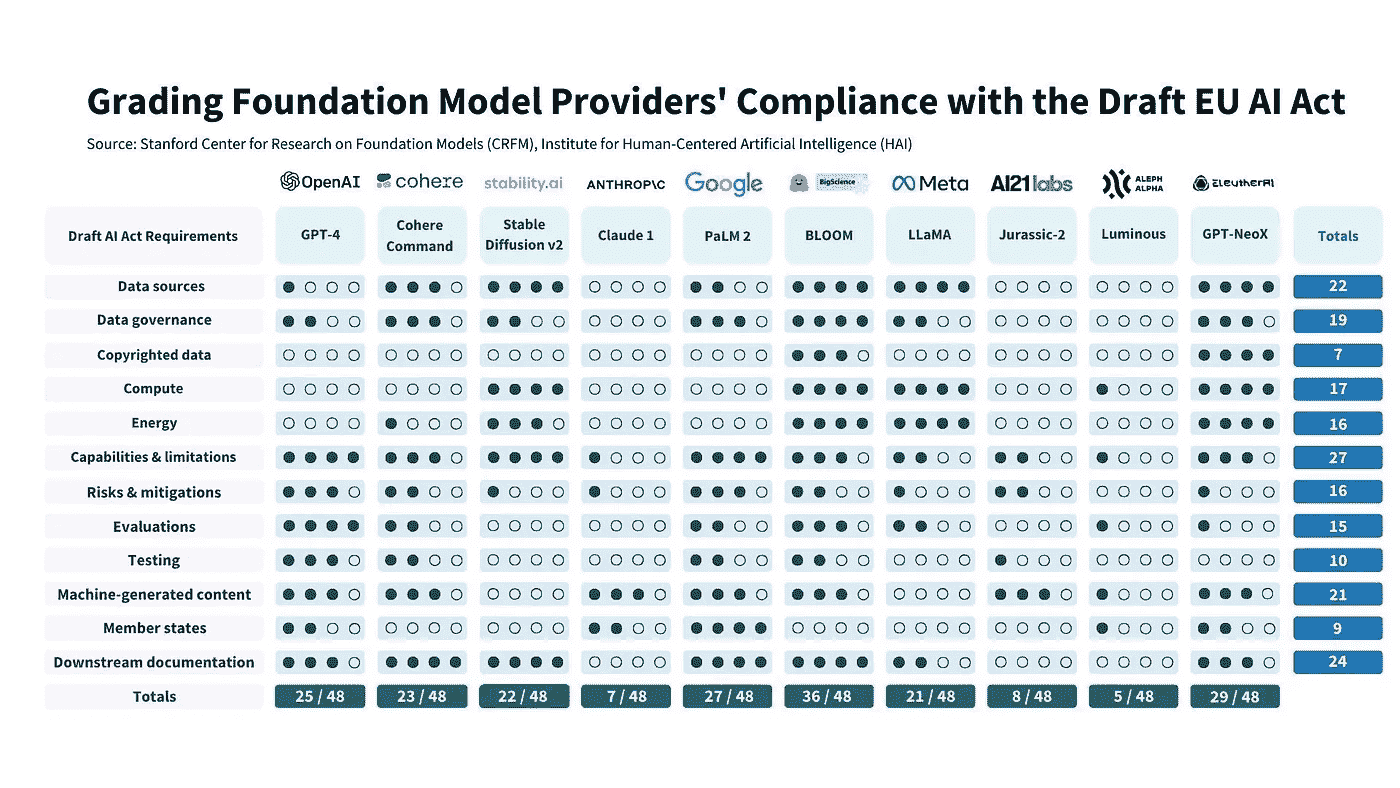 Grading Foundation Model Providers' Compliance with the Draft EU AI Act
Source: Stanford Center for Research on Foundation Models (CRFM), Institute for Human-Centered Artificial Intelligence (HAI)
OpenAI cohere stability.ai ANTHROP\C Google BigScience Meta AI21labs ALEPH ALPHA EleutherAI
Draft AI Act Requirements GPT-4 Cohere Command Stable Diffusion v2 Claude 1 PaLM 2 BLOOM LLaMA Jurassic-2 Luminous GPT-NeoX Totals
Data sources 22
Data governance 19
Copyrighted data 7
Compute 17
Energy 16
Capabilities & limitations 27
Risks & mitigations 16
Evaluations 15
Testing 10
Machine-generated content 21
Member states 9
Downstream documentation 24
Totals 25 / 48 23 / 48 22 / 48 7 / 48 27 / 48 36 / 48 21 / 48 8 / 48 5 / 48 29 / 48